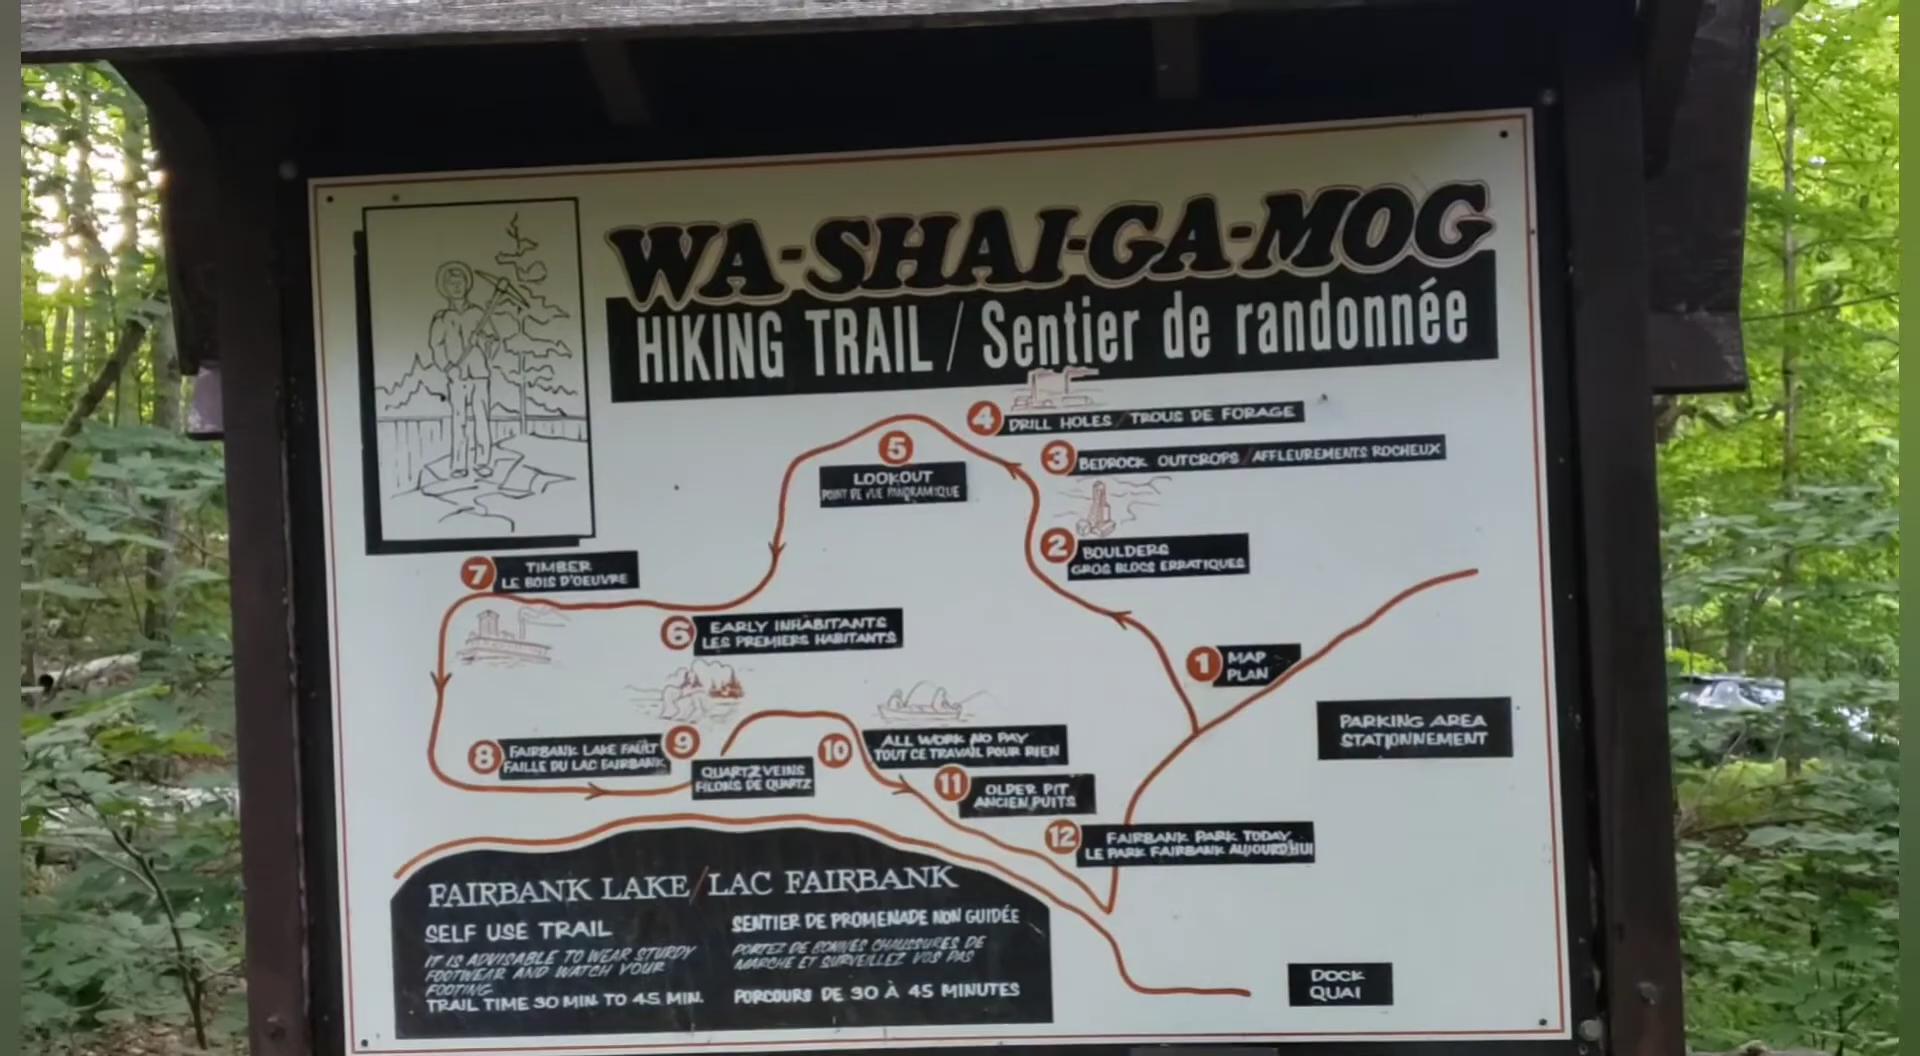 WA-SHAI-GA-MOG
HIKING TRAIL / Sentier de randonnée
4 DRILL HOLES / TROUS DE FORAGE
5
LOOKOUT
POINT DE VUE PANORAMIQUE
3 BEDROCK OUTCROPS / AFFLEUREMENTS ROCHEUX
2 BOULDERS
GROS BLOCS ERRATIQUES
7 TIMBER
LE BOIS D'OEUVRE
6 EARLY INHABITANTS
LES PREMIERS HABITANTS
1 MAP
PLAN
PARKING AREA
STATIONNEMENT
8 FAIRBANK LAKE FAULT
FAILLE DU LAC FAIRBANK
9
QUARTZ VEINS
FILONS DE QUARTZ
10 ALL WORK NO PAY
TOUT CE TRAVAIL POUR RIEN
11 OLDER PIT
ANCIEN PUITS
12 FAIRBANK PARK TODAY
LE PARK FAIRBANK AUJOURD'HUI
FAIRBANK LAKE / LAC FAIRBANK
SELF USE TRAIL
IT IS ADVISABLE TO WEAR STURDY
FOOTWEAR AND WATCH YOUR
FOOTING
TRAIL TIME 30 MIN. TO 45 MIN.
SENTIER DE PROMENADE NON GUIDÉE
PORTEZ DE BONNES CHAUSSURES DE
MARCHE ET SURVEILLEZ VOS PAS
PORCOURS DE 30 À 45 MINUTES
DOCK
QUAI